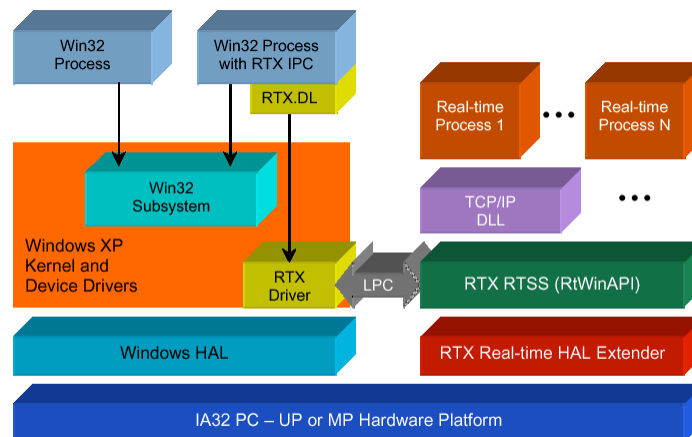 Win32
Process
Win32 Process
with RTX IPC
RTX.DL
Real-time
Process 1
Real-time
Process N
Win32
Subsystem
TCP/IP
DLL
Windows XP
Kernel and
Device Drivers
RTX
Driver
LPC
RTX RTSS (RtWinAPI)
Windows HAL
RTX Real-time HAL Extender
IA32 PC – UP or MP Hardware Platform